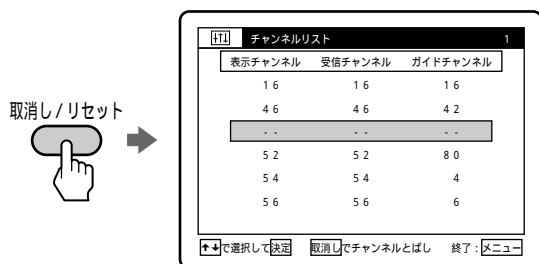 取消し/リセット
チャンネルリスト 1
表示チャンネル 受信チャンネル ガイドチャンネル
16 16 16
46 46 42
-- -- --
52 52 80
54 54 4
56 56 6
↑↓で選択して決定 取消しでチャンネルとばし 終了:メニュー